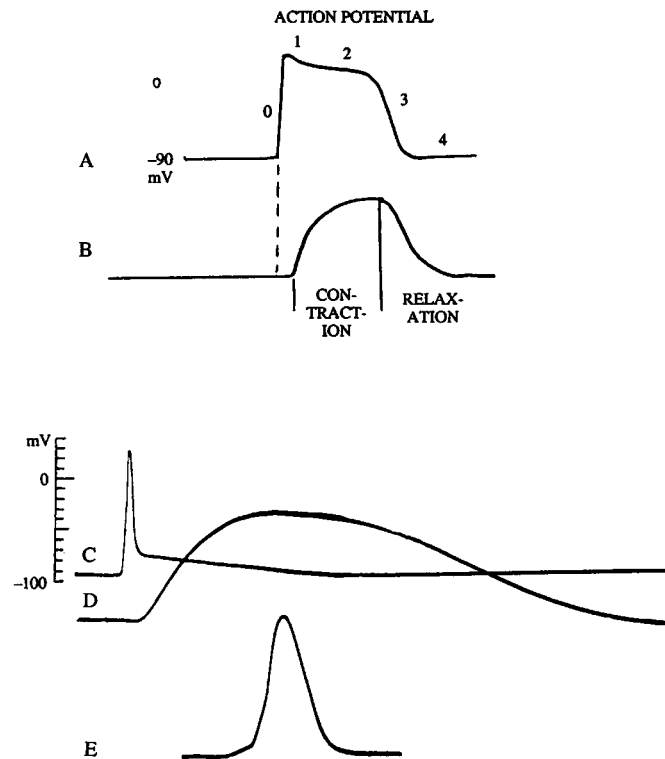 ACTION POTENTIAL
1
2
0
0
3
4
A
–90
mV
B
CON-
TRACT-
ION
RELAX-
ATION
mV
0
C
–100
D
E